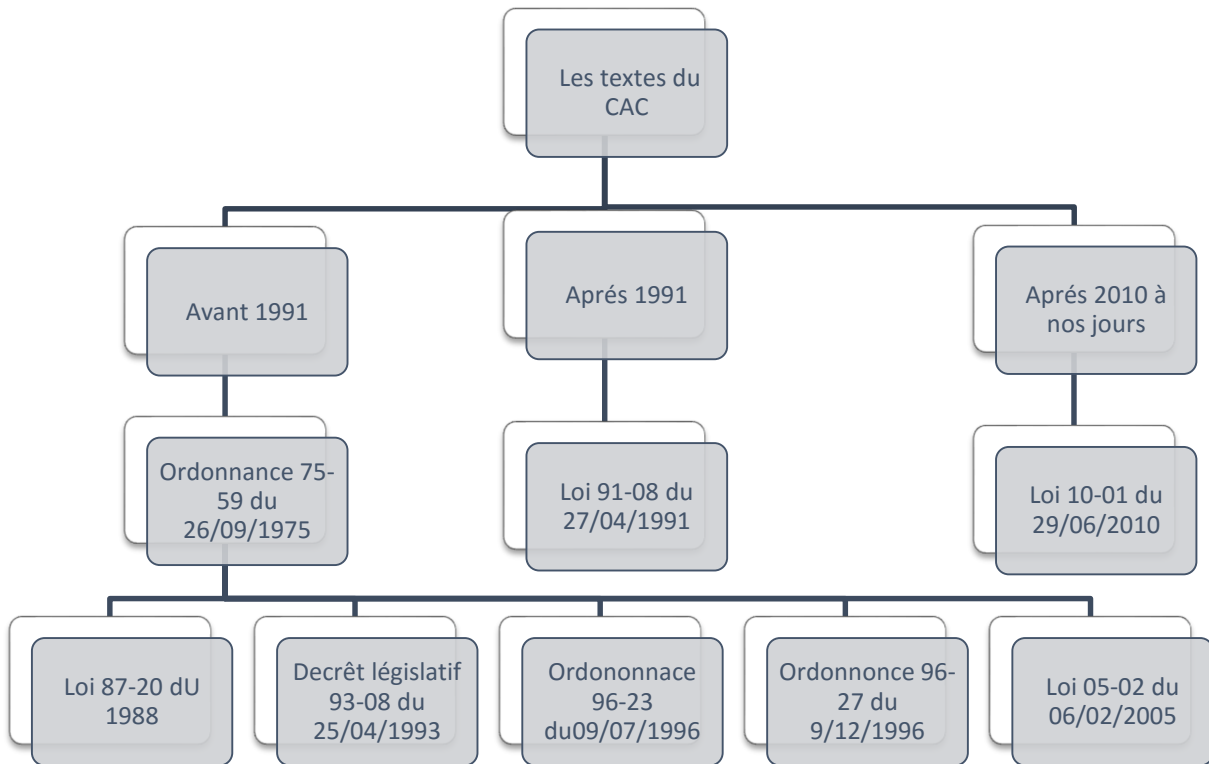 Les textes du
CAC
Avant 1991
Aprés 1991
Aprés 2010 à
nos jours
Ordonnance 75-
59 du
26/09/1975
Loi 91-08 du
27/04/1991
Loi 10-01 du
29/06/2010
Loi 87-20 dU
1988
Decrêt législatif
93-08 du
25/04/1993
Ordononnace
96-23
du09/07/1996
Ordonnonce 96-
27 du
9/12/1996
Loi 05-02 du
06/02/2005